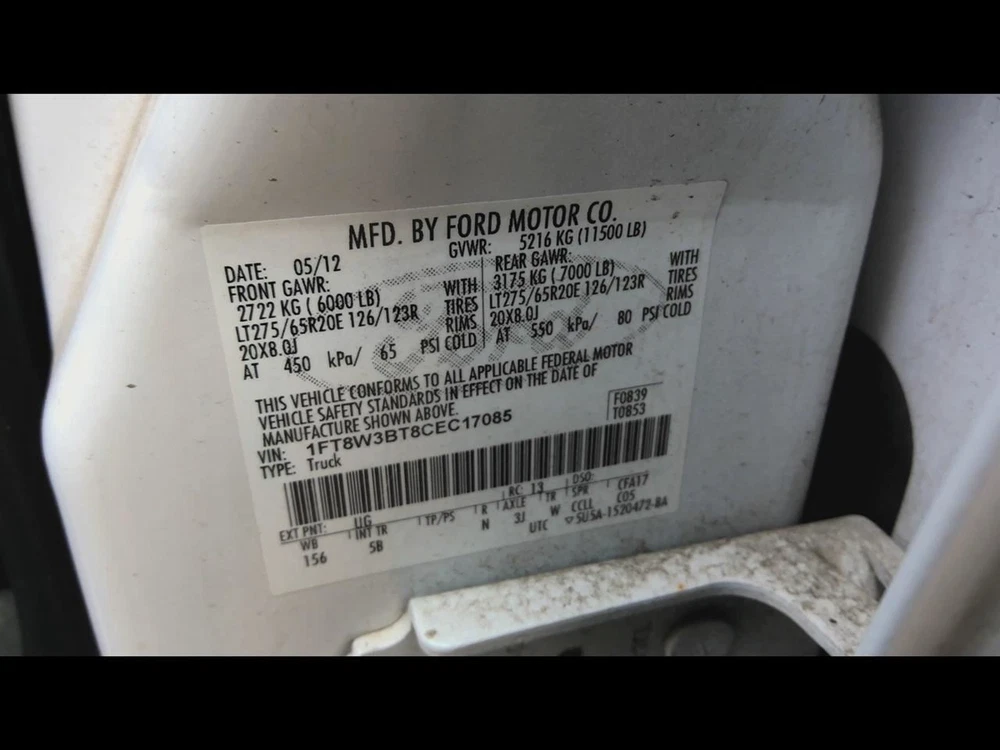 MFD. BY FORD MOTOR CO.
DATE: 05/12
GVWR: 5216 KG (11500 LB)
FRONT GAWR:
2722 KG ( 6000 LB) WITH
LT275/65R20E 126/123R TIRES
20X8.0J RIMS
AT 450 kPa/ 65 PSI COLD
REAR GAWR: WITH
3175 KG ( 7000 LB) TIRES
LT275/65R20E 126/123R RIMS
20X8.0J
AT 550 kPa/ 80 PSI COLD
THIS VEHICLE CONFORMS TO ALL APPLICABLE FEDERAL MOTOR
VEHICLE SAFETY STANDARDS IN EFFECT ON THE DATE OF
MANUFACTURE SHOWN ABOVE.
VIN: 1FT8W3BT8CEC17085
TYPE: Truck
F0839
T0853
EXT PNT: UG RC: 13 DSO:
WB INT TR TP/PS R AXLE TR SPR CFA17
156 5B N 3J W CCLL C05
UTC ▽5U5A-1520472-BA